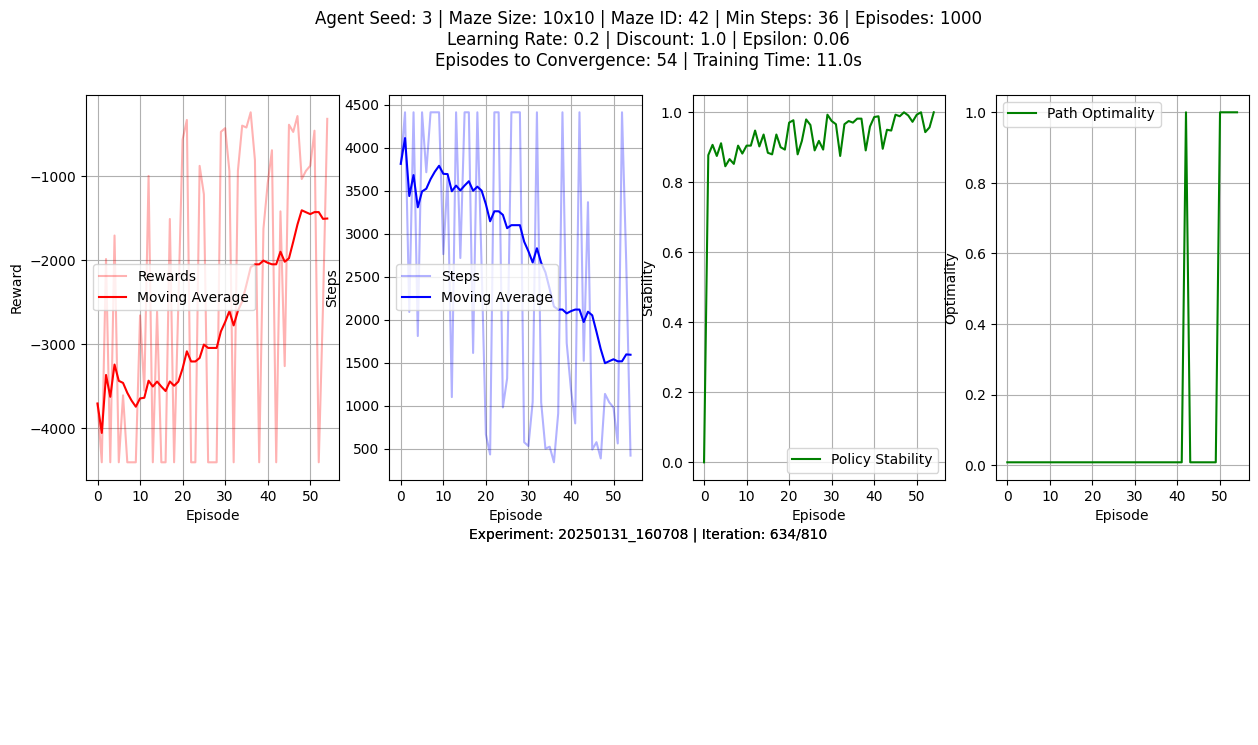 Agent Seed: 3 | Maze Size: 10x10 | Maze ID: 42 | Min Steps: 36 | Episodes: 1000
Learning Rate: 0.2 | Discount: 1.0 | Epsilon: 0.06
Episodes to Convergence: 54 | Training Time: 11.0s
Reward
−1000
−2000
−3000
−4000
Rewards
Moving Average
0 10 20 30 40 50
Episode
Steps
4500
4000
3500
3000
2500
2000
1500
1000
500
Steps
Moving Average
0 10 20 30 40 50
Episode
Stability
1.0
0.8
0.6
0.4
0.2
0.0
Policy Stability
0 10 20 30 40 50
Episode
Optimality
1.0
0.8
0.6
0.4
0.2
0.0
Path Optimality
0 10 20 30 40 50
Episode
Experiment: 20250131_160708 | Iteration: 634/810